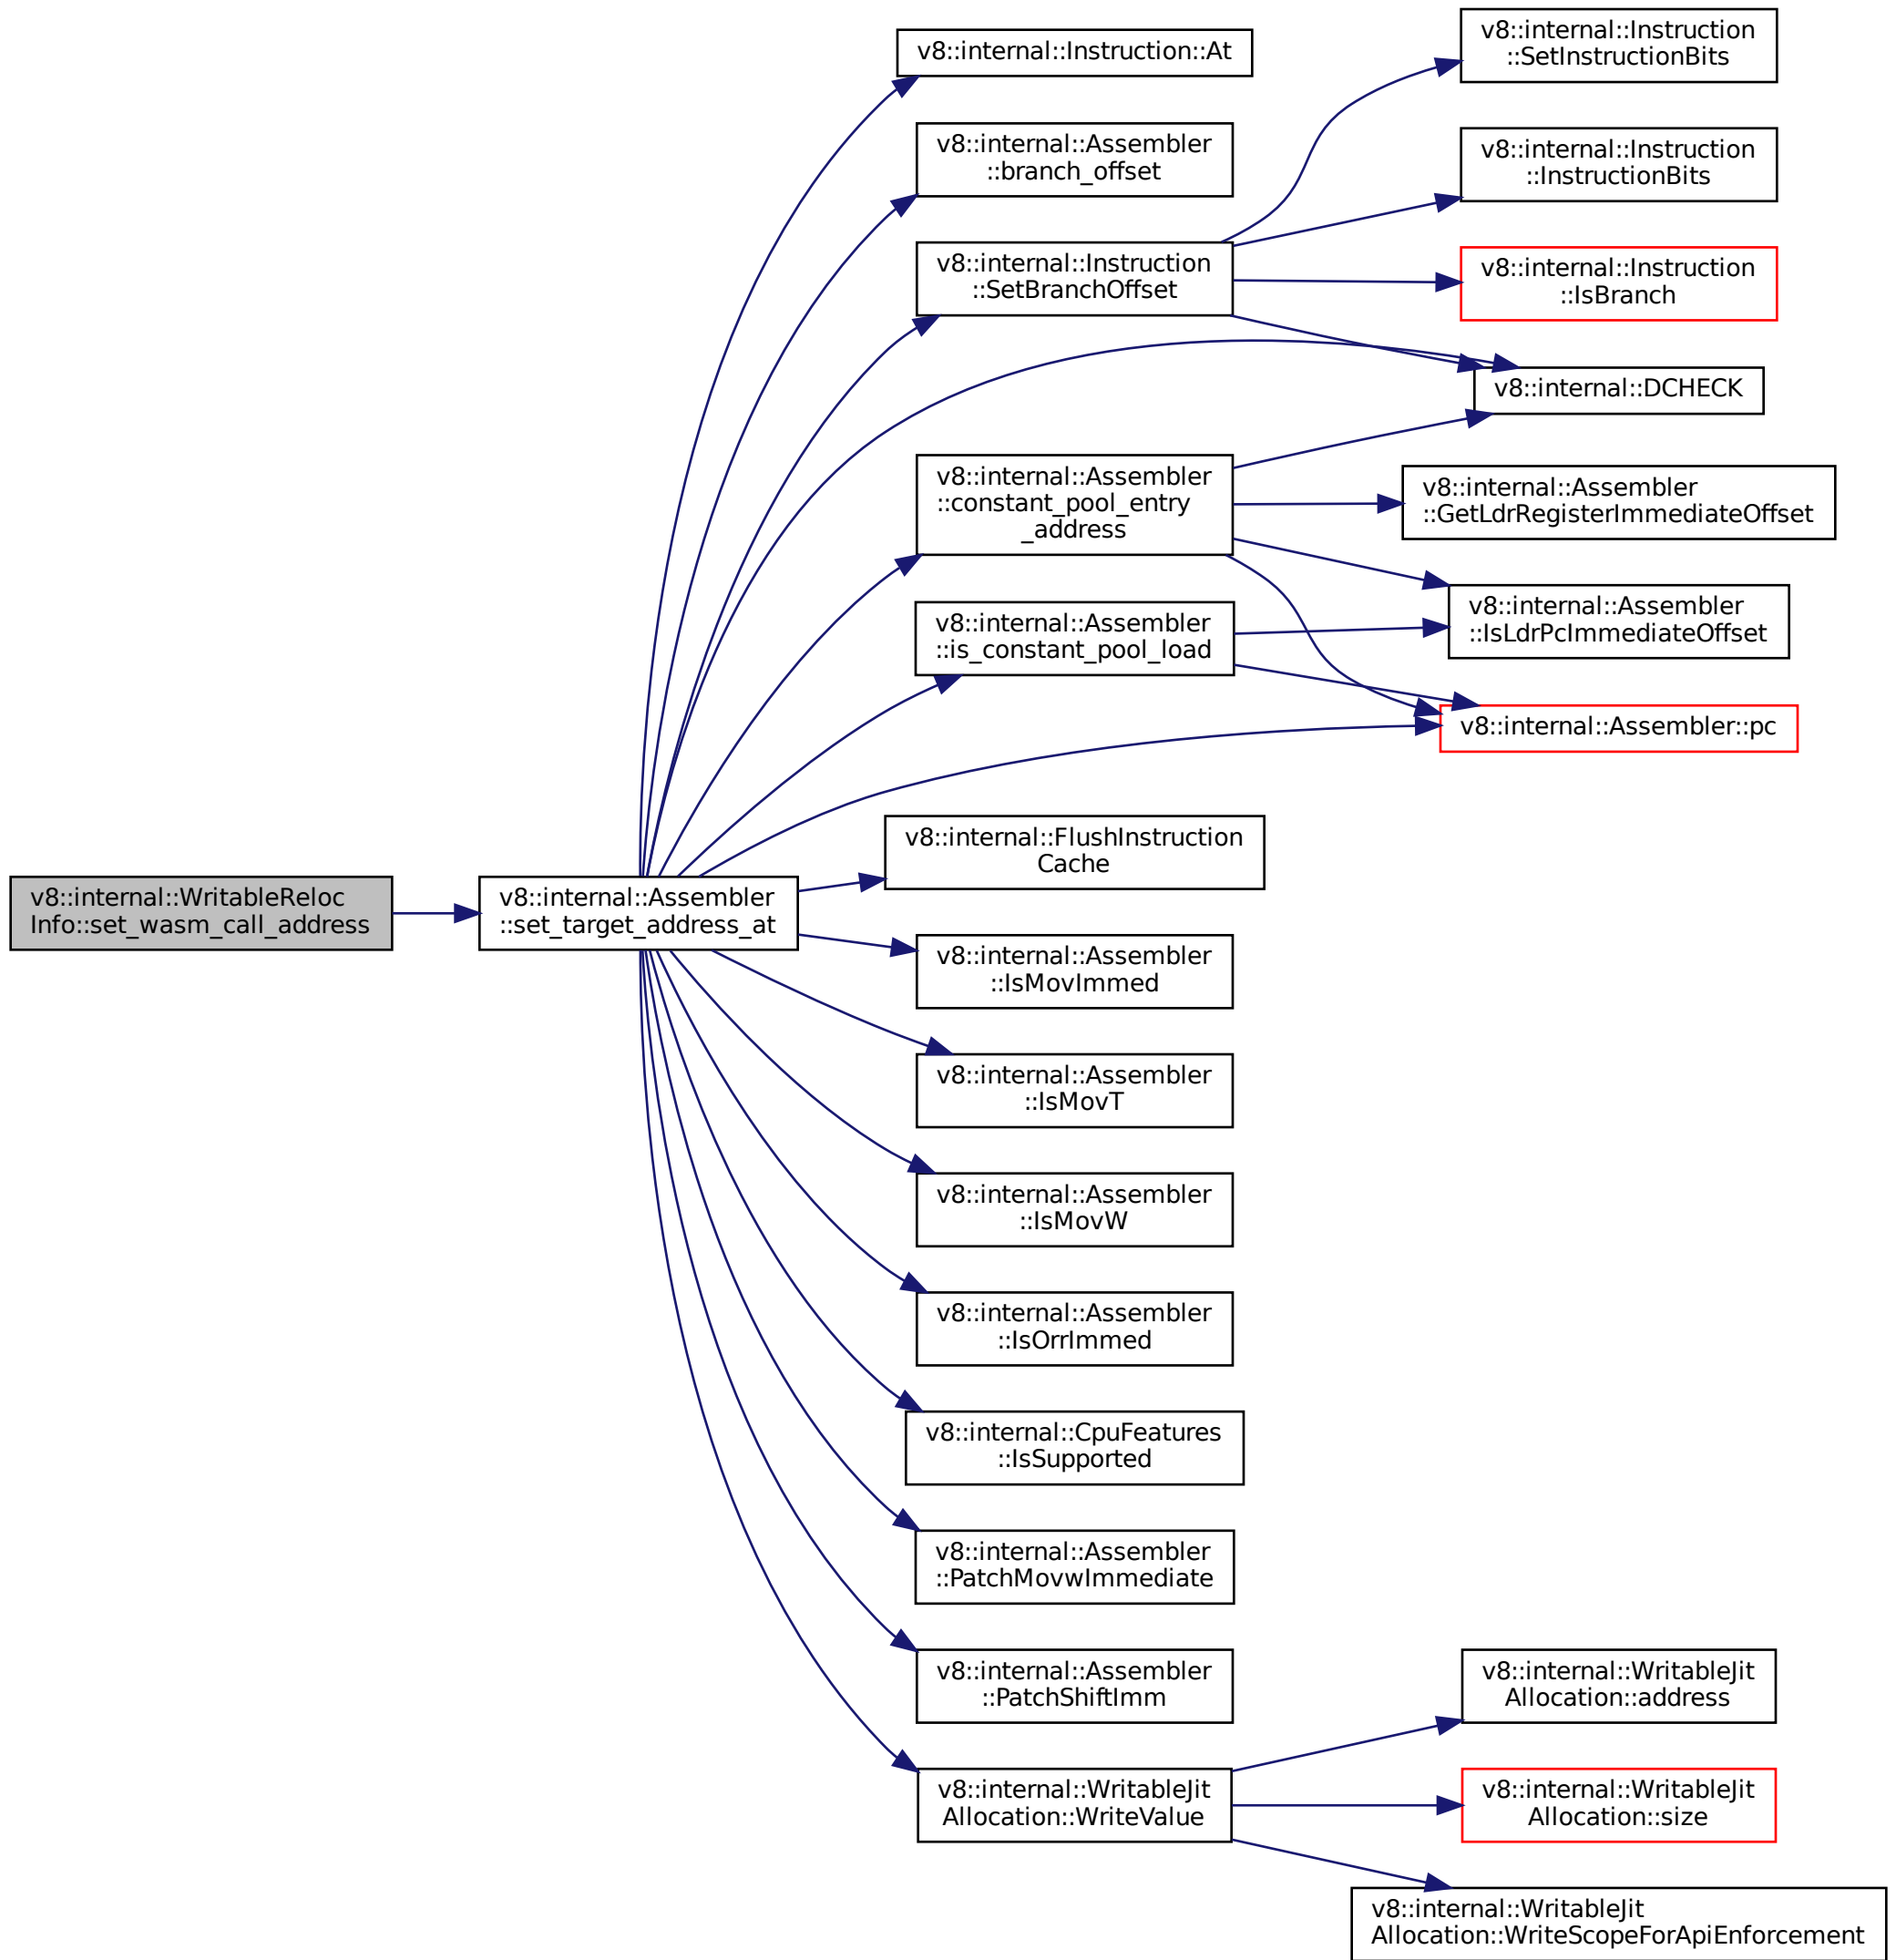 v8::internal::WritableReloc
Info::set_wasm_call_address
v8::internal::Assembler
::set_target_address_at
v8::internal::Instruction::At
v8::internal::Assembler
::branch_offset
v8::internal::Instruction
::SetBranchOffset
v8::internal::Assembler
::constant_pool_entry
_address
v8::internal::Assembler
::is_constant_pool_load
v8::internal::FlushInstruction
Cache
v8::internal::Assembler
::IsMovImmed
v8::internal::Assembler
::IsMovT
v8::internal::Assembler
::IsMovW
v8::internal::Assembler
::IsOrrImmed
v8::internal::CpuFeatures
::IsSupported
v8::internal::Assembler
::PatchMovwImmediate
v8::internal::Assembler
::PatchShiftImm
v8::internal::WritableJit
Allocation::WriteValue
v8::internal::Instruction
::SetInstructionBits
v8::internal::Instruction
::InstructionBits
v8::internal::Instruction
::IsBranch
v8::internal::DCHECK
v8::internal::Assembler
::GetLdrRegisterImmediateOffset
v8::internal::Assembler
::IsLdrPcImmediateOffset
v8::internal::Assembler::pc
v8::internal::WritableJit
Allocation::address
v8::internal::WritableJit
Allocation::size
v8::internal::WritableJit
Allocation::WriteScopeForApiEnforcement